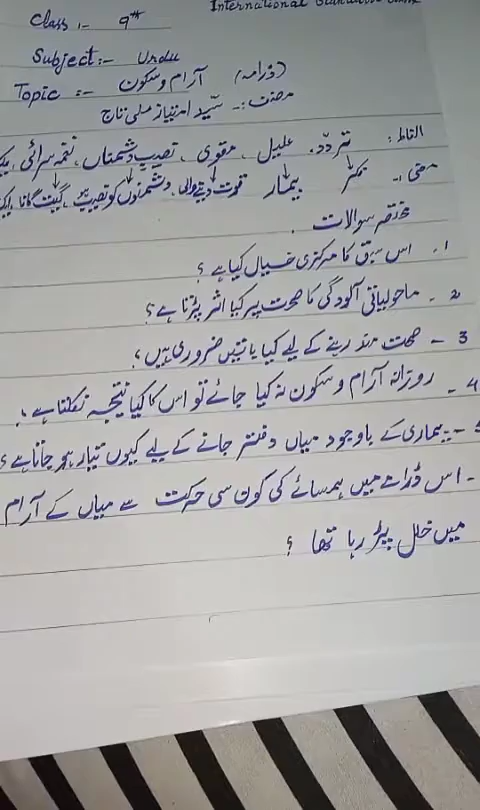 International
Class :- 9th
Subject:- Urdu
Topic :- آرام و سکون (ڈرامہ)
مصنف:- سیّد امتیاز علی تاج
الفاظ: تردّد، علیل، مقوی، نصیبِ دشمناں، نغمہ سرائی،
معنی:- فکر بیمار قوت دینے والی، دشمنوں کو نصیب ہو، گیت گانا،
مختصر سوالات۔
1۔ اس سبق کا مرکزی خیال کیا ہے؟
2۔ ماحولیاتی آلودگی کا صحت پر کیا اثر پڑتا ہے؟
3۔ صحت مند رہنے کے لیے کیا باتیں ضروری ہیں؟
4۔ روزانہ آرام و سکون نہ کیا جائے تو اس کا کیا نتیجہ نکلتا ہے؟
5۔ بیماری کے باوجود میاں دفتر جانے کے لیے کیوں تیار ہو جاتا ہے
۔ اس ڈرامے میں ہمسائے کی کون سی حرکت سے میاں کے آرام
میں خلل پڑ رہا تھا؟